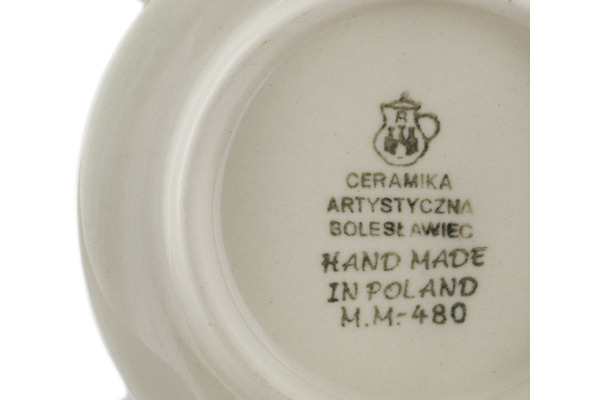 R
CERAMIKA
ARTYSTYCZNA
BOLESŁAWIEC
HAND MADE
IN POLAND
M.M.-480